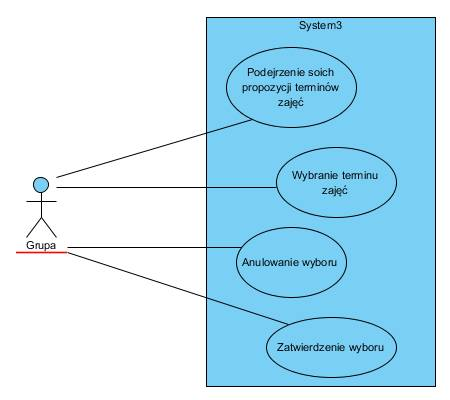 System3
Podejrzenie soich
propozycji terminów
zajęć
Wybranie terminu
zajęć
Grupa
Anulowanie wyboru
Zatwierdzenie wyboru